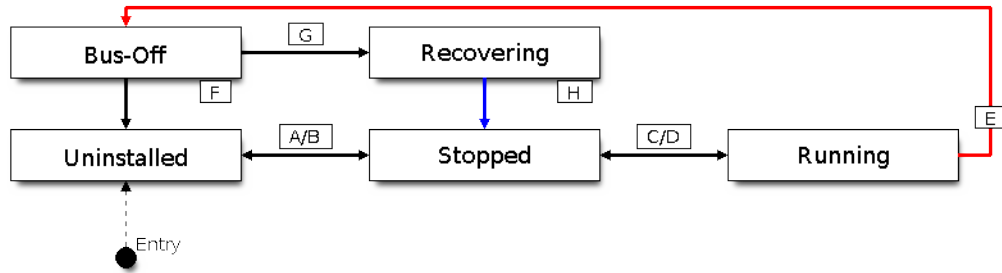 G
Bus-Off
Recovering
F
H
E
A/B
C/D
Uninstalled
Stopped
Running
Entry